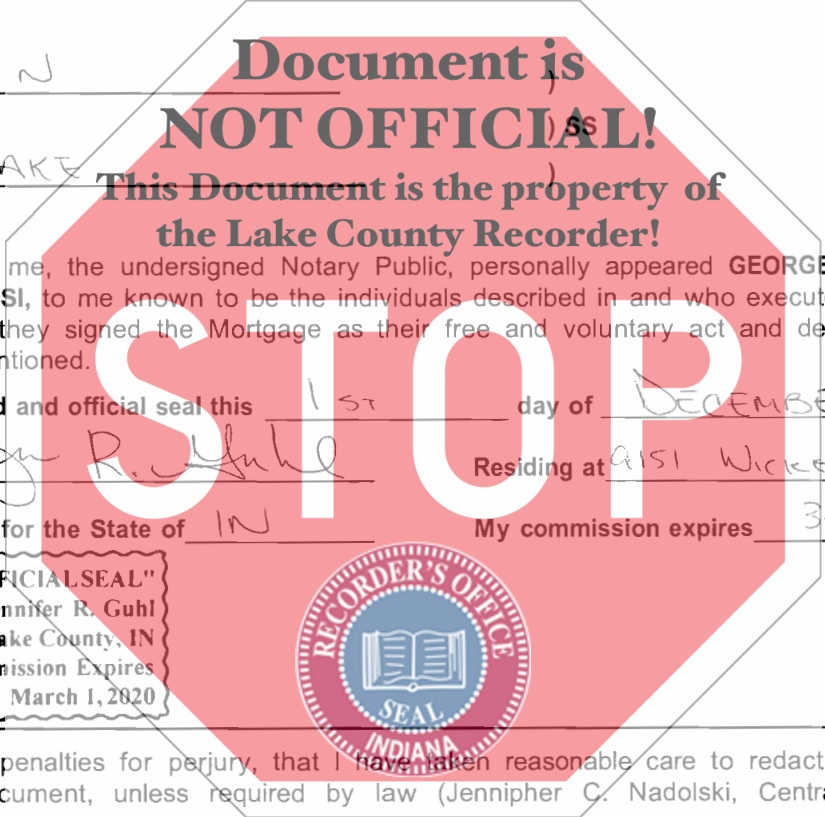 Document is
N
)
NOT OFFICIAL!
) SS
AKE
)
This Document is the property of
the Lake County Recorder!
me, the undersigned Notary Public, personally appeared GEORGE
SI, to me known to be the individuals described in and who execut
they signed the Mortgage as their free and voluntary act and de
ntioned.
STOP
d and official seal this 1ST day of DECEMBE
R. Guhl
Residing at 9151 WICKE
for the State of IN My commission expires 3
FICIAL SEAL"
nnifer R. Guhl
ake County, IN
mission Expires
March 1, 2020
RECORDER'S OFFICE
SEAL
INDIANA
penalties for perjury, that I have taken reasonable care to redact
cument, unless required by law (Jennipher C. Nadolski, Centra